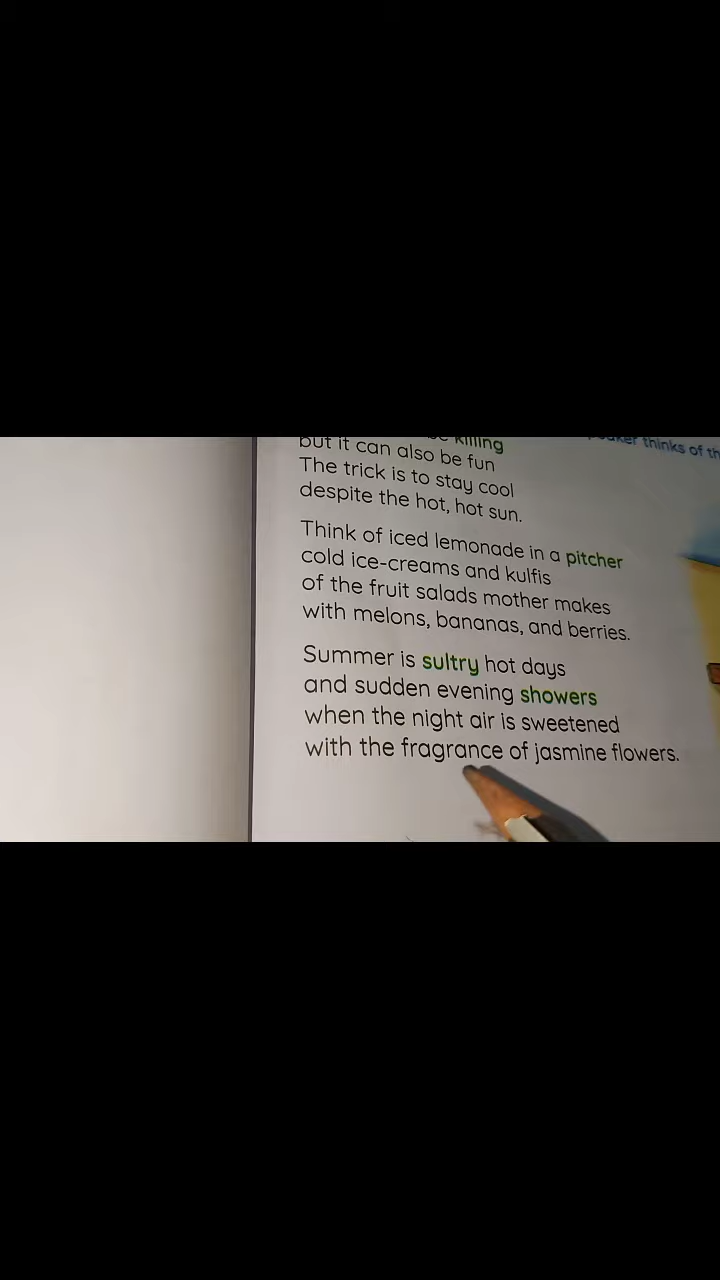 killing
but it can also be fun
The trick is to stay cool
despite the hot, hot sun.
Think of iced lemonade in a pitcher
cold ice-creams and kulfis
of the fruit salads mother makes
with melons, bananas, and berries.
Summer is sultry hot days
and sudden evening showers
when the night air is sweetened
with the fragrance of jasmine flowers.
thinks of